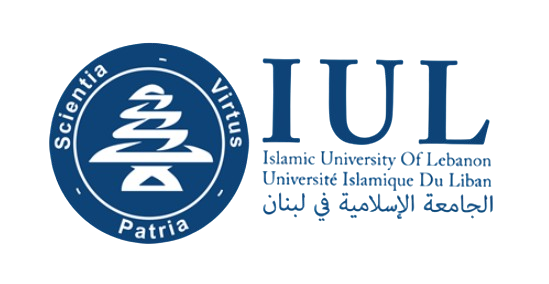 Scientia - Virtus - Patria -
IUL
Islamic University Of Lebanon
Université Islamique Du Liban
الجامعة الإسلامية في لبنان